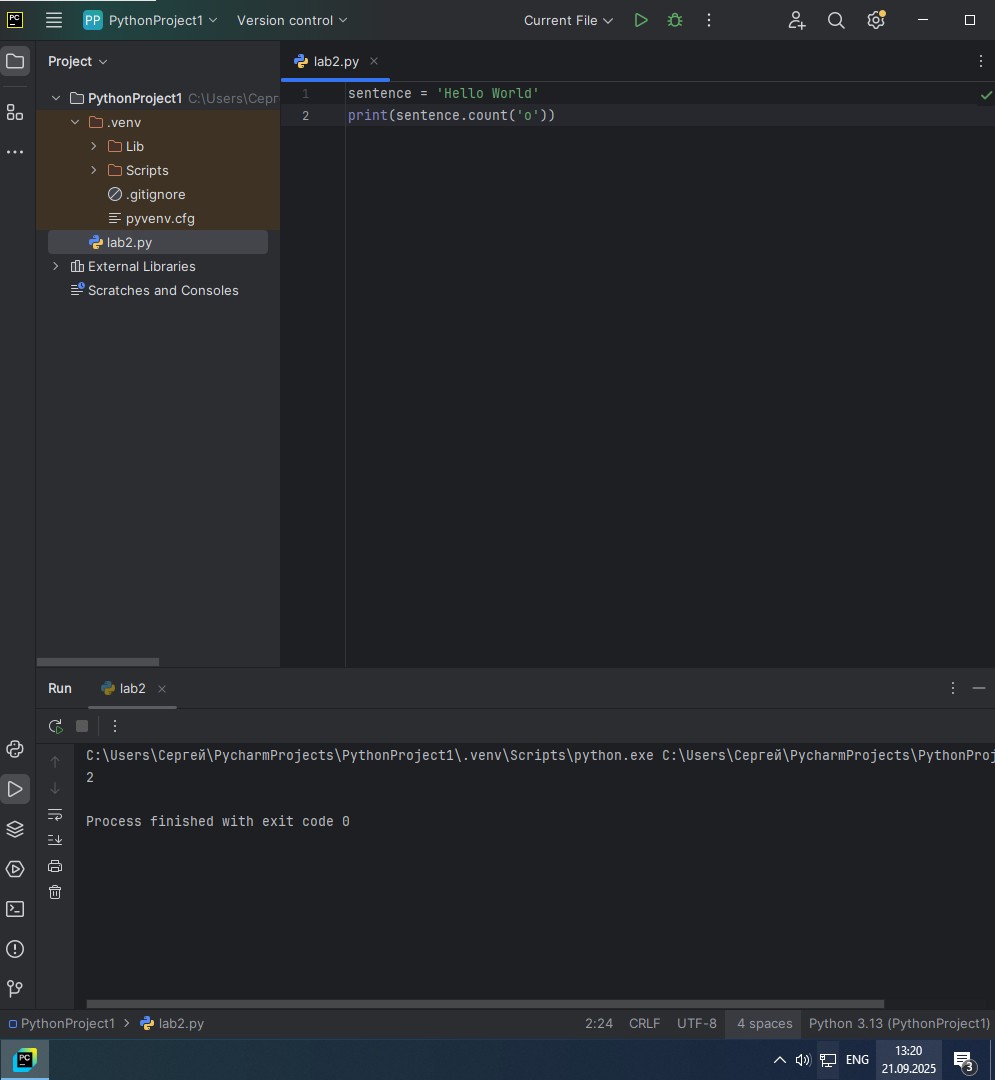 PC PP PythonProject1 Version control Current File
Project
lab2.py
PythonProject1 C:\Users\Серг
.venv
Lib
Scripts
.gitignore
pyvenv.cfg
lab2.py
External Libraries
Scratches and Consoles
1 sentence = 'Hello World'
2 print(sentence.count('o'))
Run lab2
C:\Users\Сергей\PycharmProjects\PythonProject1\.venv\Scripts\python.exe C:\Users\Сергей\PycharmProjects\PythonProj
2
Process finished with exit code 0
PythonProject1 lab2.py 2:24 CRLF UTF-8 4 spaces Python 3.13 (PythonProject1)
PC ENG 13:20
21.09.2025
3